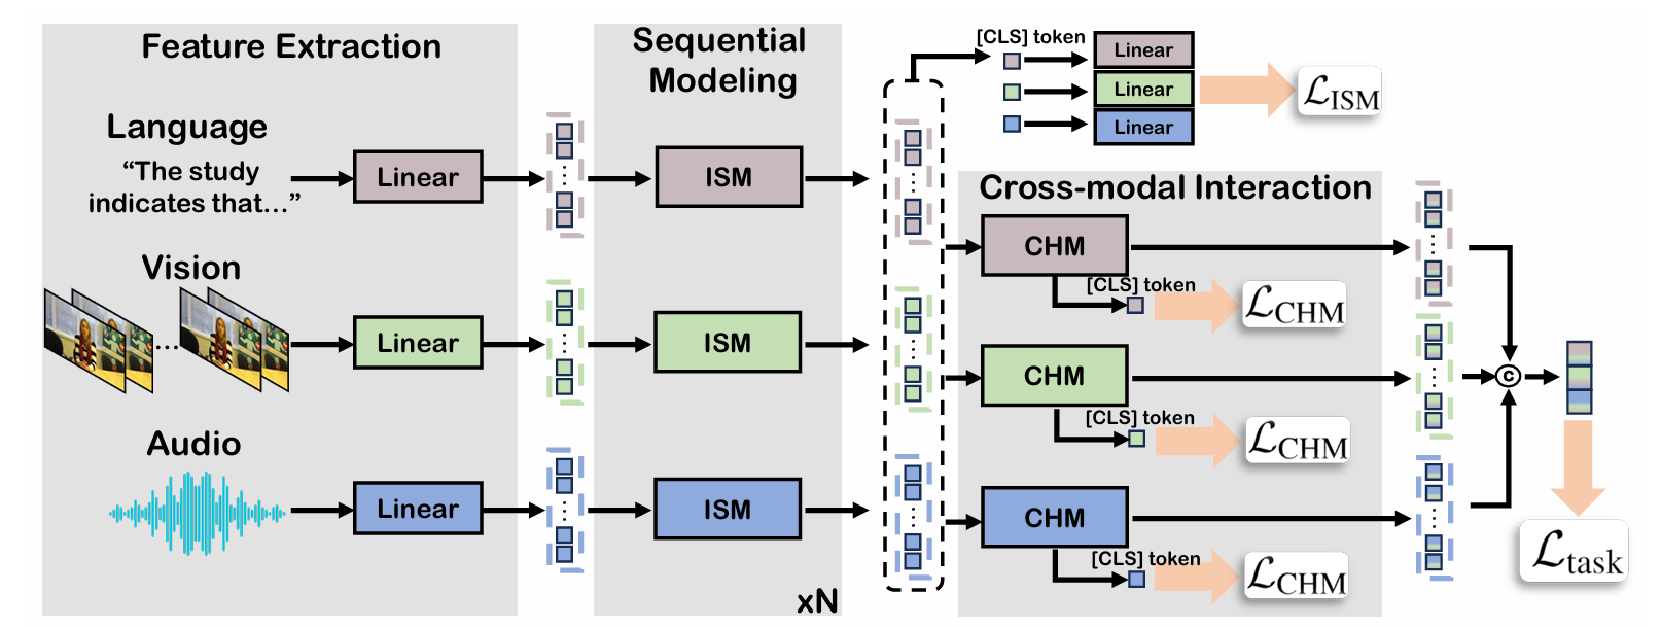 Feature Extraction
Language
“The study
indicates that...”
Linear
Vision
...
Linear
Audio
Linear
Sequential
Modeling
ISM
ISM
ISM
xN
[CLS] token
Linear
Linear
Linear
ℒISM
Cross-modal Interaction
CHM
[CLS] token
ℒCHM
CHM
[CLS] token
ℒCHM
CHM
[CLS] token
ℒCHM
C
ℒtask